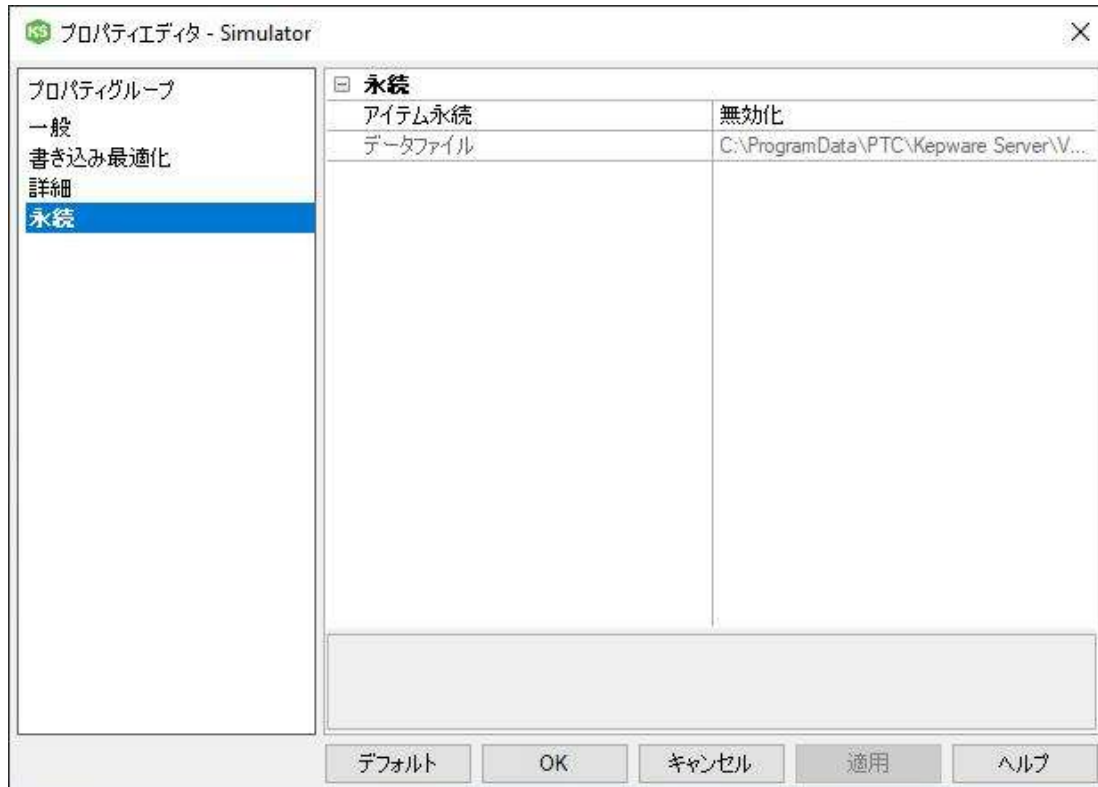 KS プロパティエディタ - Simulator
プロパティグループ
一般
書き込み最適化
詳細
永続
永続
アイテム永続 無効化
データファイル C:\ProgramData\PTC\Kepware Server\V...
デフォルト OK キャンセル 適用 ヘルプ